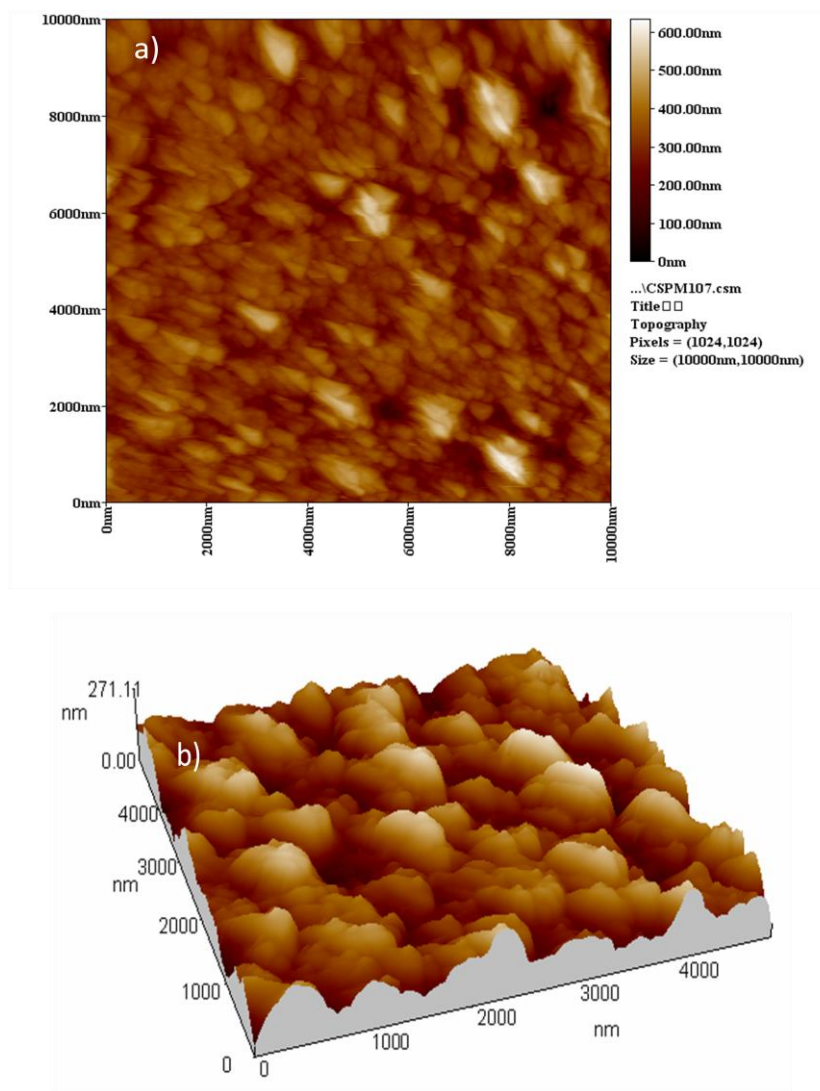 10000nm
a)
8000nm
6000nm
4000nm
2000nm
0nm
0nm
2000nm
4000nm
6000nm
8000nm
10000nm
600.00nm
500.00nm
400.00nm
300.00nm
200.00nm
100.00nm
0nm
...\CSPM107.csm
Title□ □
Topography
Pixels = (1024,1024)
Size = (10000nm,10000nm)
271.11
nm
0.00
b)
4000
3000
nm
2000
1000
0
0
1000
2000
3000
4000
nm